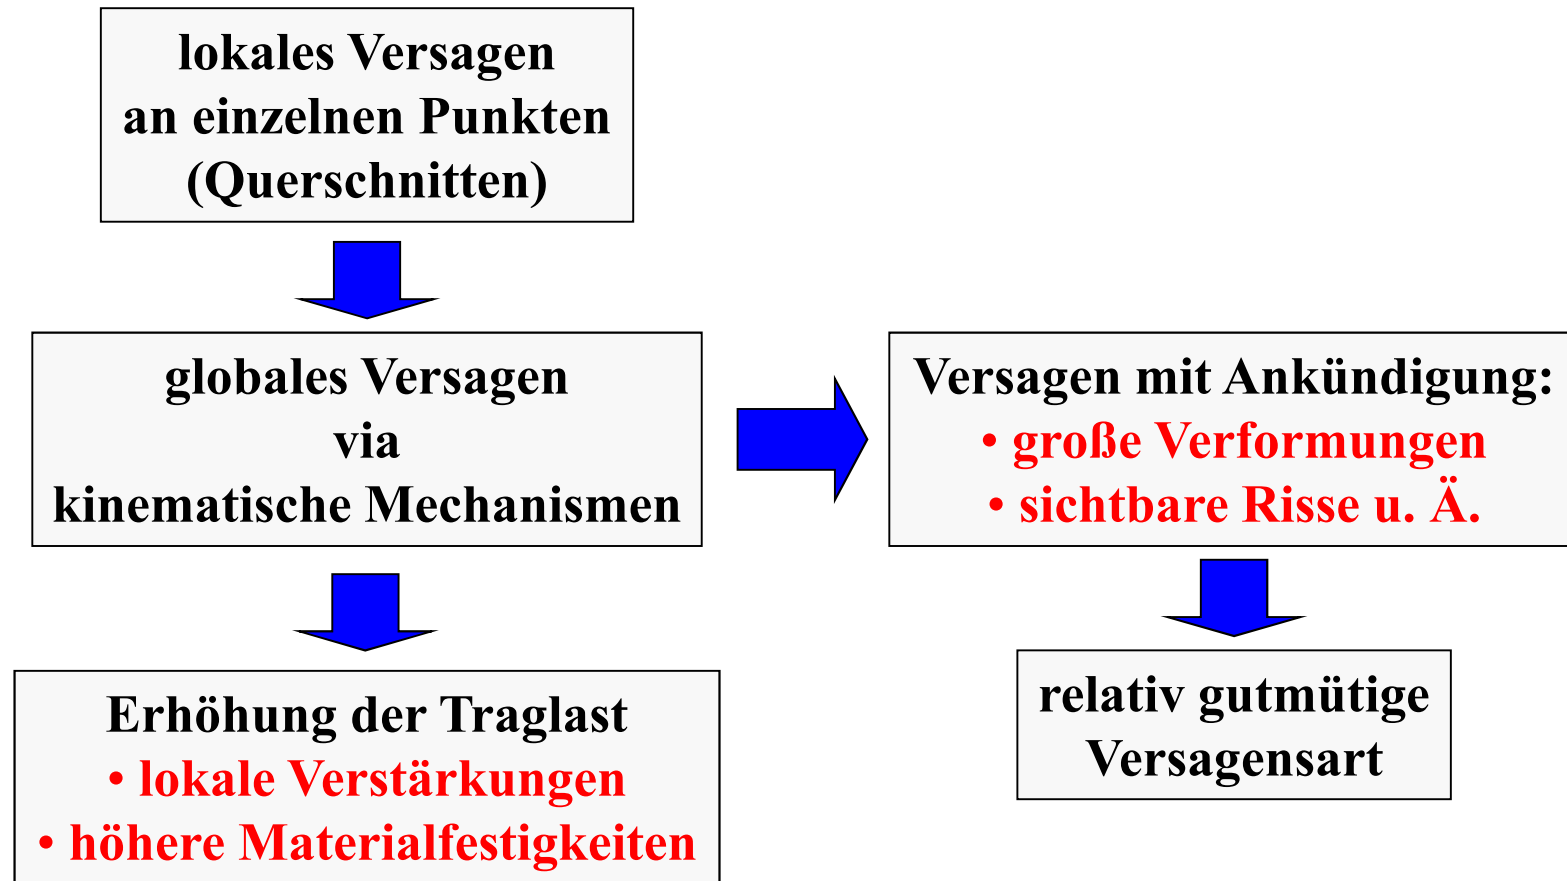 lokales Versagen
an einzelnen Punkten
(Querschnitten)
globales Versagen
via
kinematische Mechanismen
Versagen mit Ankündigung:
• große Verformungen
• sichtbare Risse u. Ä.
Erhöhung der Traglast
• lokale Verstärkungen
• höhere Materialfestigkeiten
relativ gutmütige
Versagensart